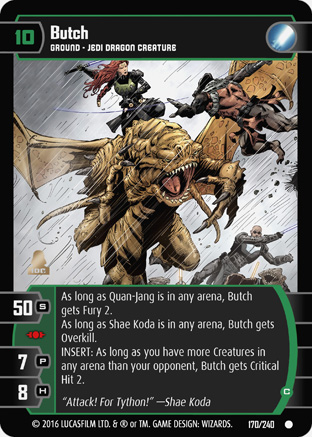 10
Butch
GROUND - JEDI DRAGON CREATURE
IDC
50 S
As long as Quan-Jang is in any arena, Butch
gets Fury 2.
As long as Shae Koda is in any arena, Butch gets
Overkill.
7 P
INSERT: As long as you have more Creatures in
any arena than your opponent, Butch gets Critical
Hit 2.
8 H
C
"Attack! For Tython!" —Shae Koda
© 2016 LUCASFILM LTD. & ® or TM. GAME DESIGN: WIZARDS. 170/240